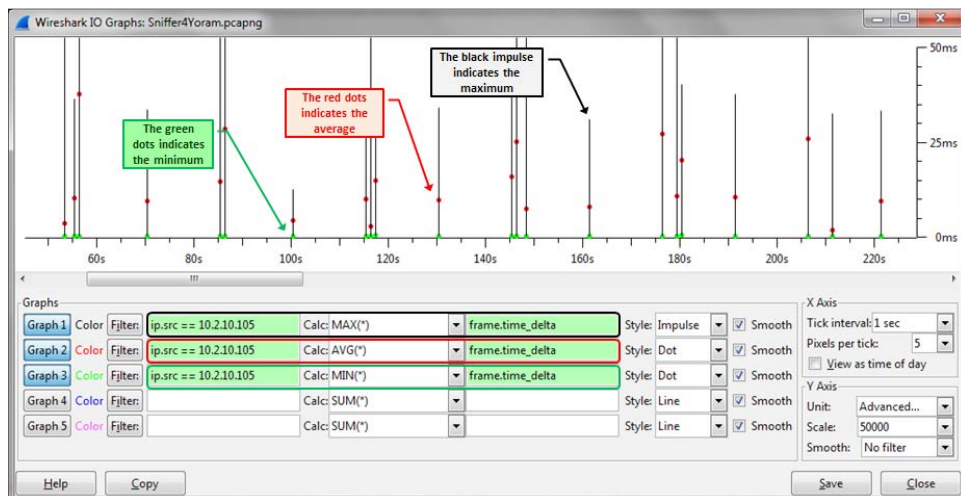 Wireshark IO Graphs: Sniffer4Yoram.pcapng
The black impulse
indicates the
maximum
The red dots
indicates the
average
The green
dots indicates
the minimum
50ms
25ms
0ms
60s 80s 100s 120s 140s 160s 180s 200s 220s
Graphs
Graph 1 Color Filter: ip.src == 10.2.10.105 Calc: MAX(*) frame.time_delta Style: Impulse Smooth
Graph 2 Color Filter: ip.src == 10.2.10.105 Calc: AVG(*) frame.time_delta Style: Dot Smooth
Graph 3 Color Filter: ip.src == 10.2.10.105 Calc: MIN(*) frame.time_delta Style: Dot Smooth
Graph 4 Color Filter: Calc: SUM(*) Style: Line Smooth
Graph 5 Color Filter: Calc: SUM(*) Style: Line Smooth
X Axis
Tick interval: 1 sec
Pixels per tick: 5
View as time of day
Y Axis
Unit: Advanced...
Scale: 50000
Smooth: No filter
Help Copy Save Close